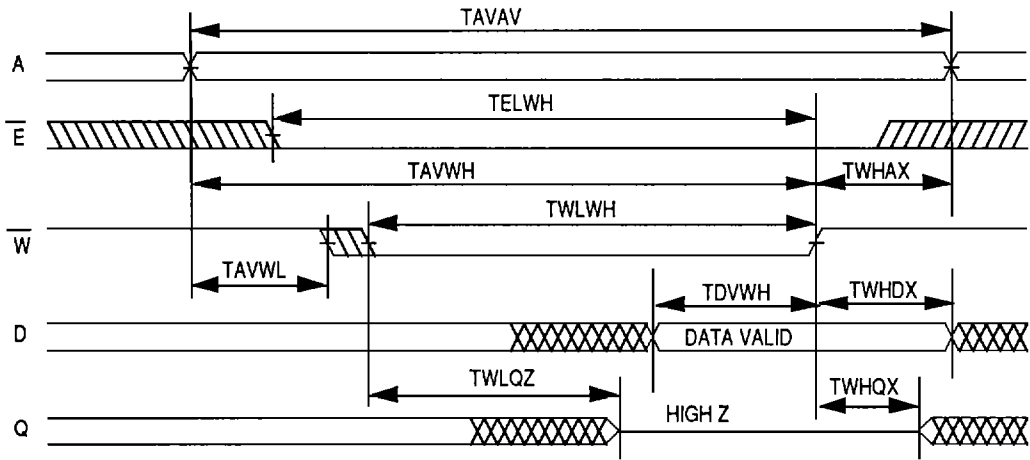 TAVAV
A
TELWH
E
TAVWH
TWHAX
TWLWH
W
TAVWL
TDVWH
TWHDX
D
DATA VALID
TWLQZ
TWHQX
HIGH Z
Q